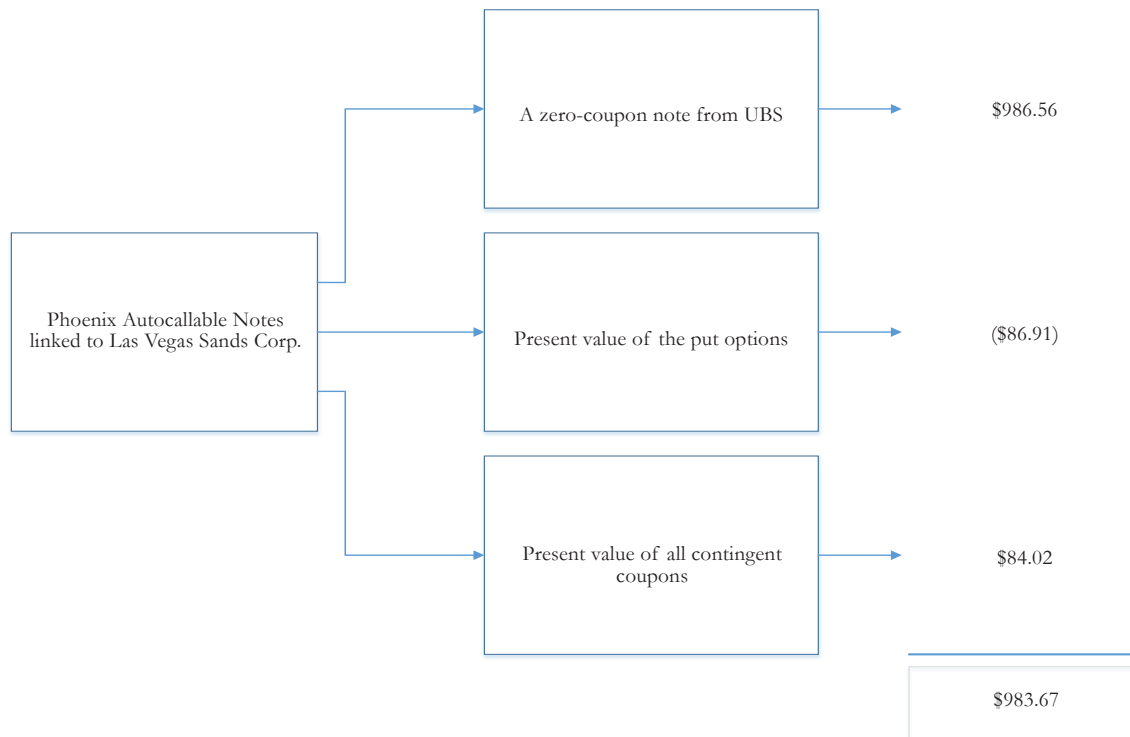 A zero-coupon note from UBS
$986.56
Phoenix Autocallable Notes
linked to Las Vegas Sands Corp.
Present value of the put options
($86.91)
Present value of all contingent
coupons
$84.02
$983.67